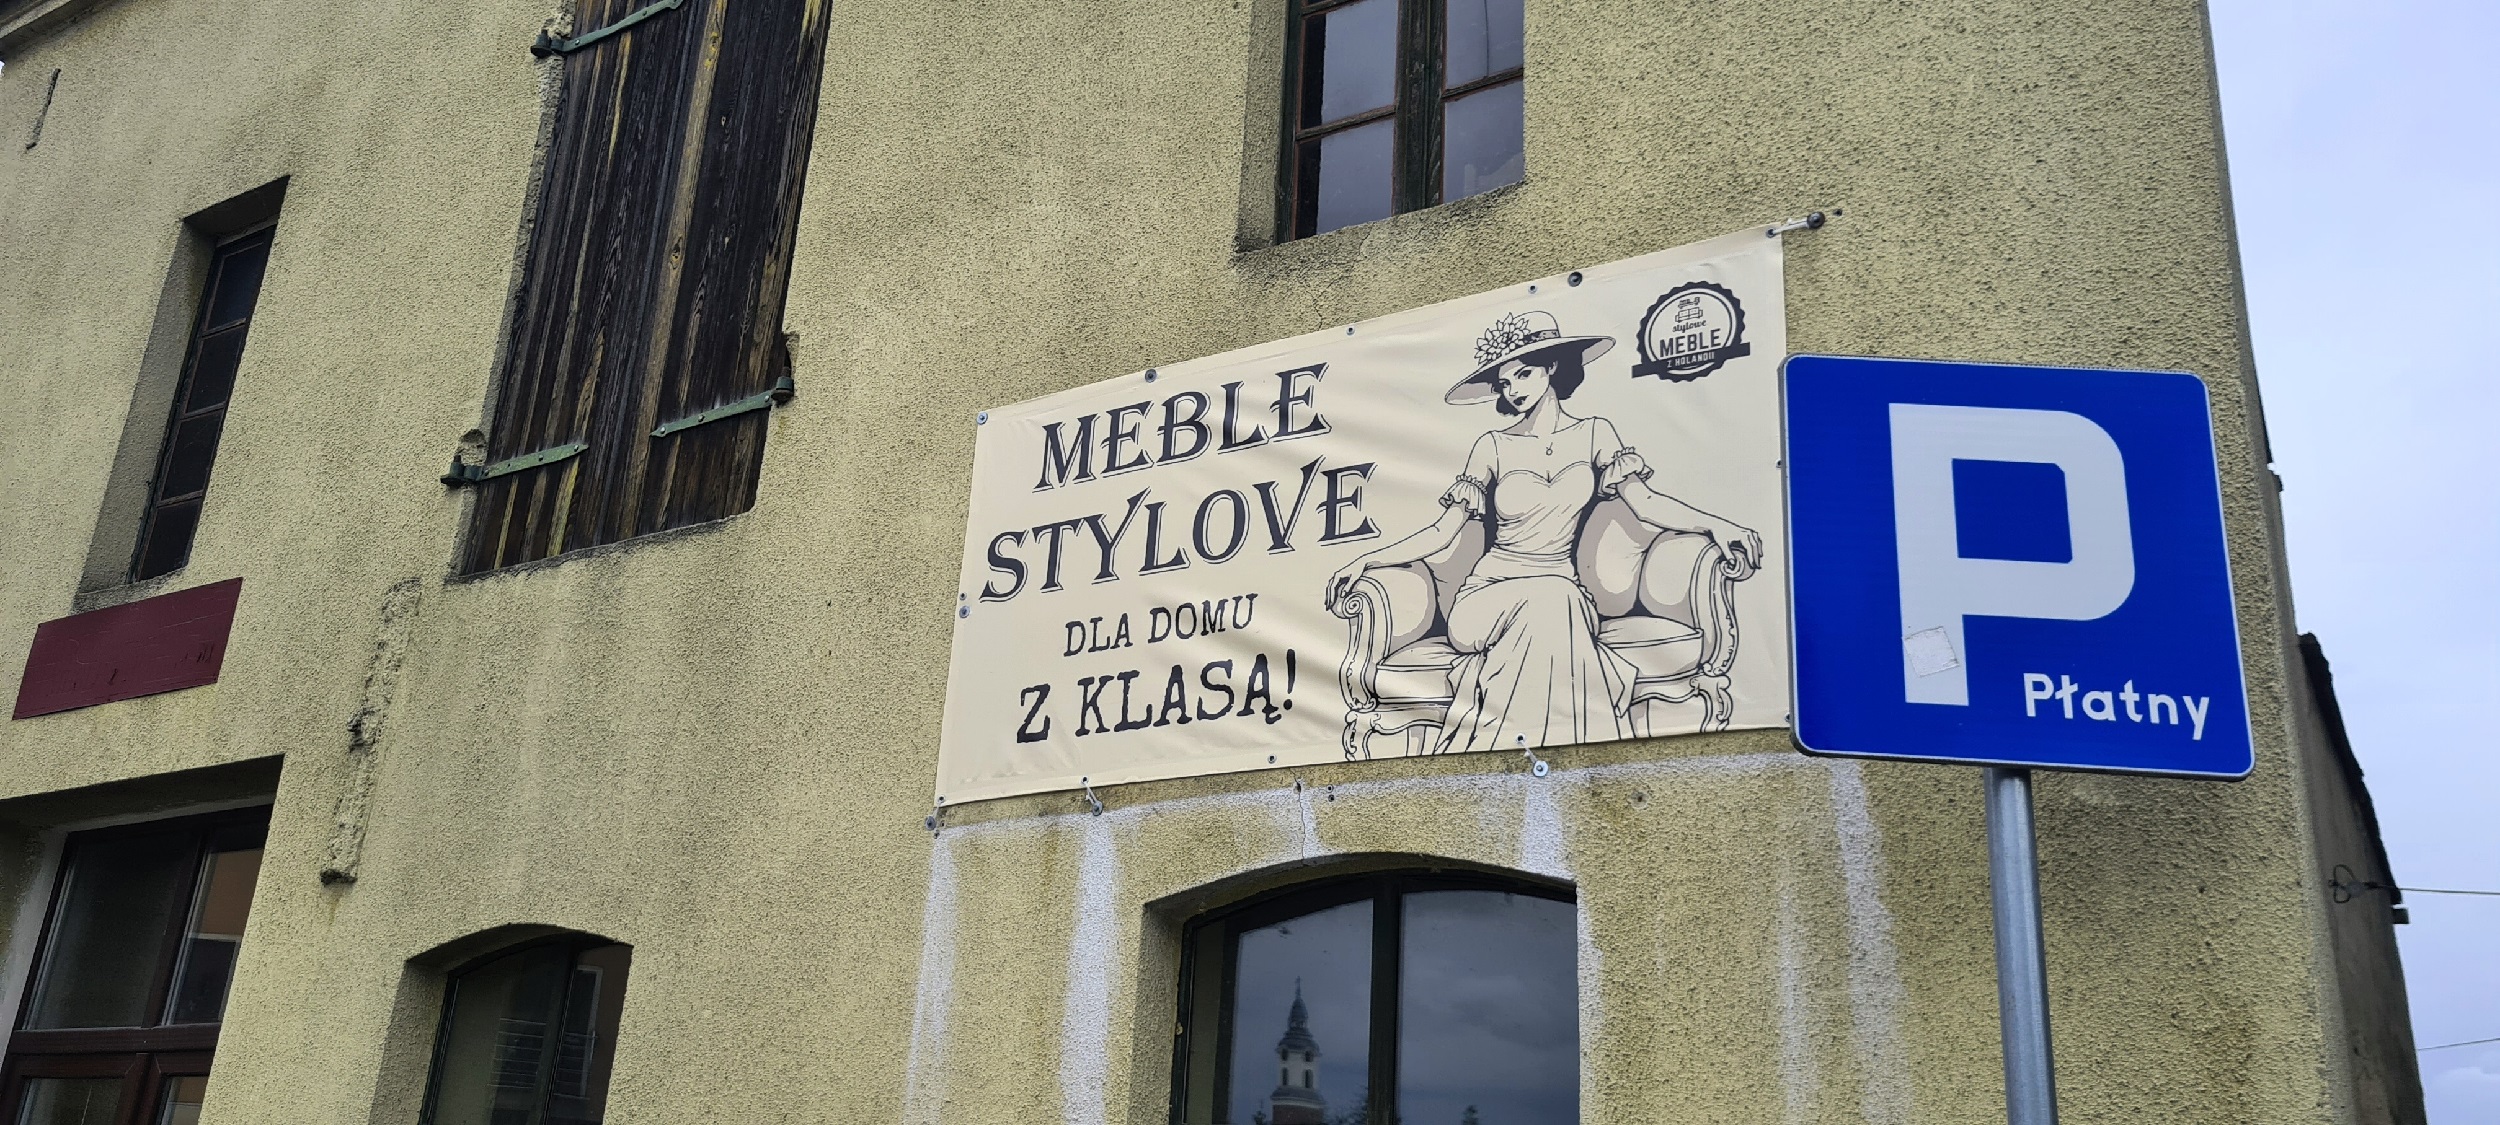 MEBLE
STYLOVE
DLA DOMU
Z KLASĄ!
stylowe
MEBLE
Z HOLANDII
P
Płatny